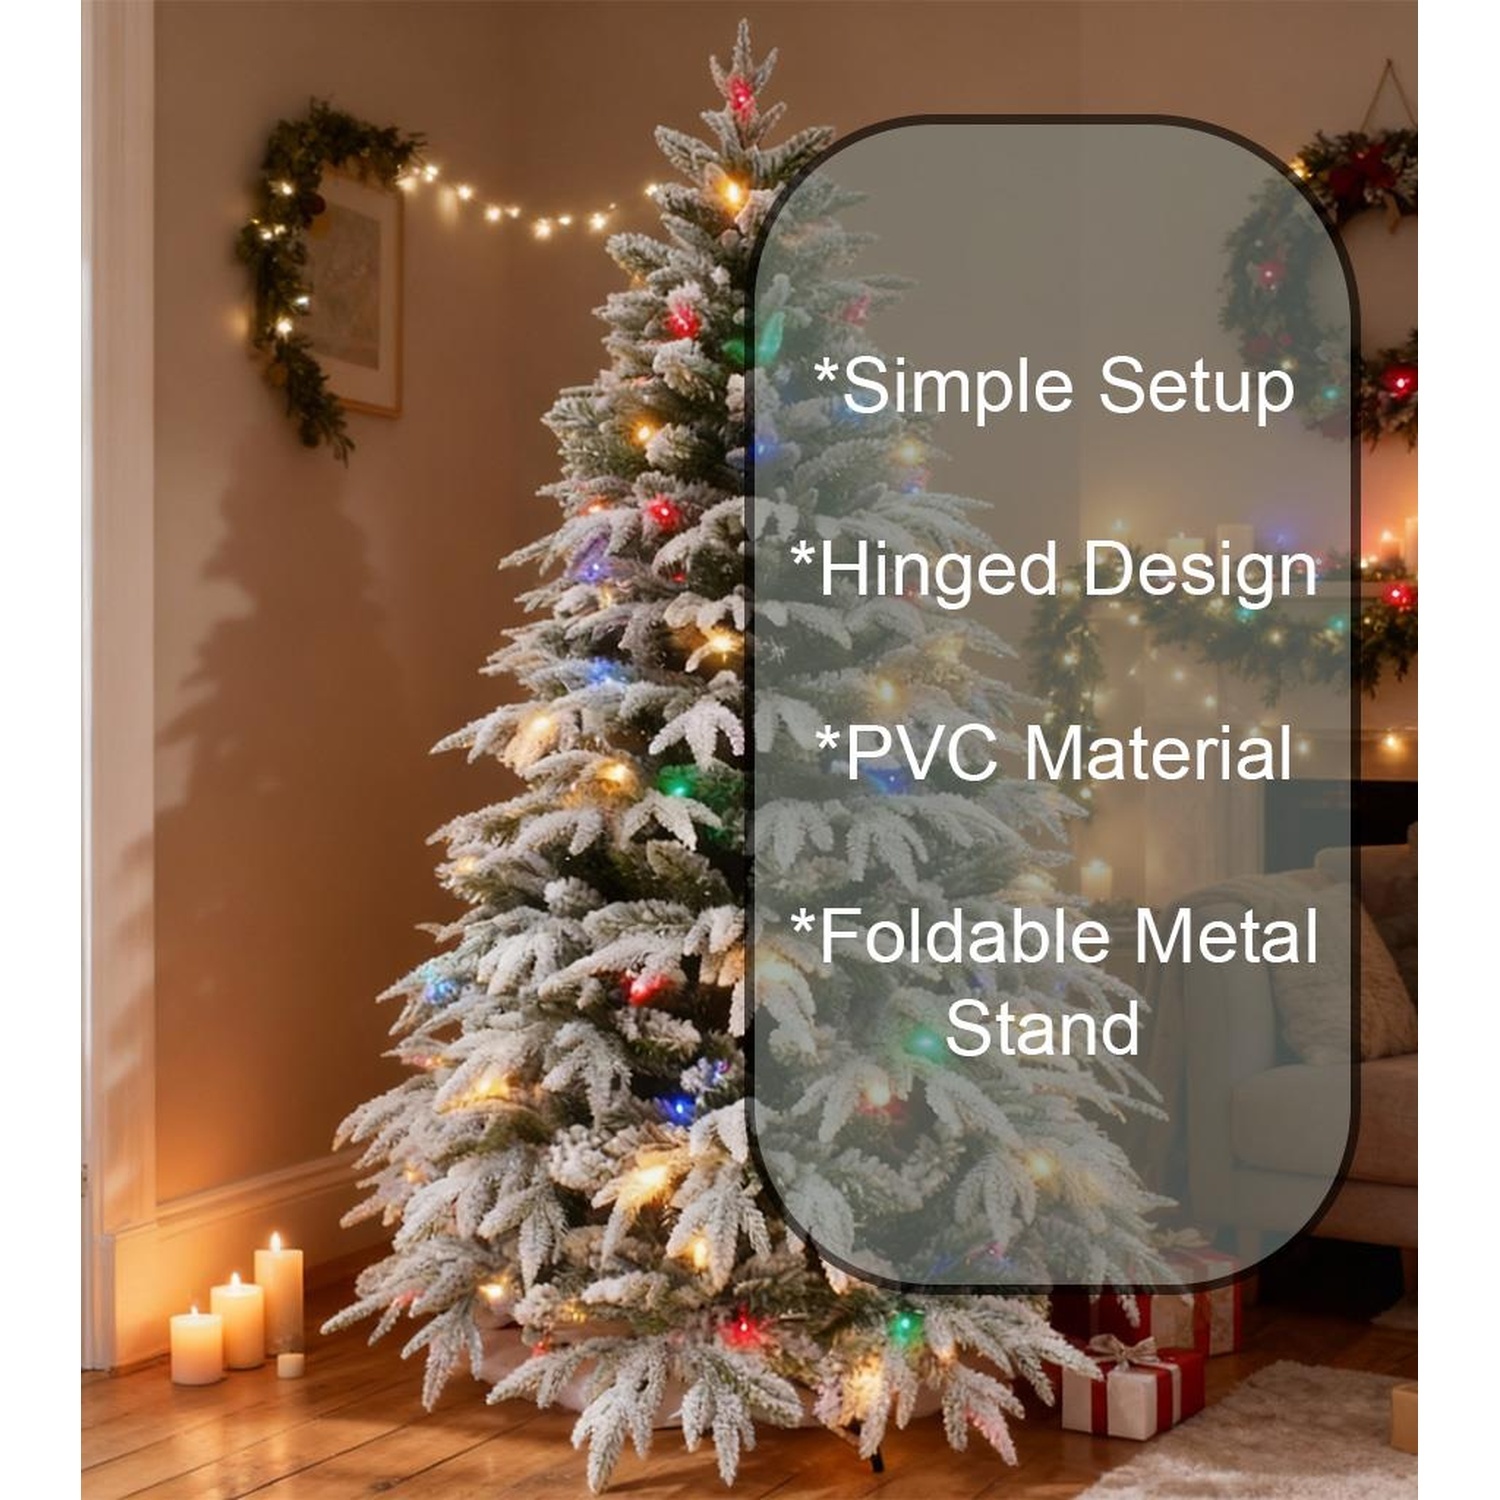 *Simple Setup
*Hinged Design
*PVC Material
*Foldable Metal
Stand